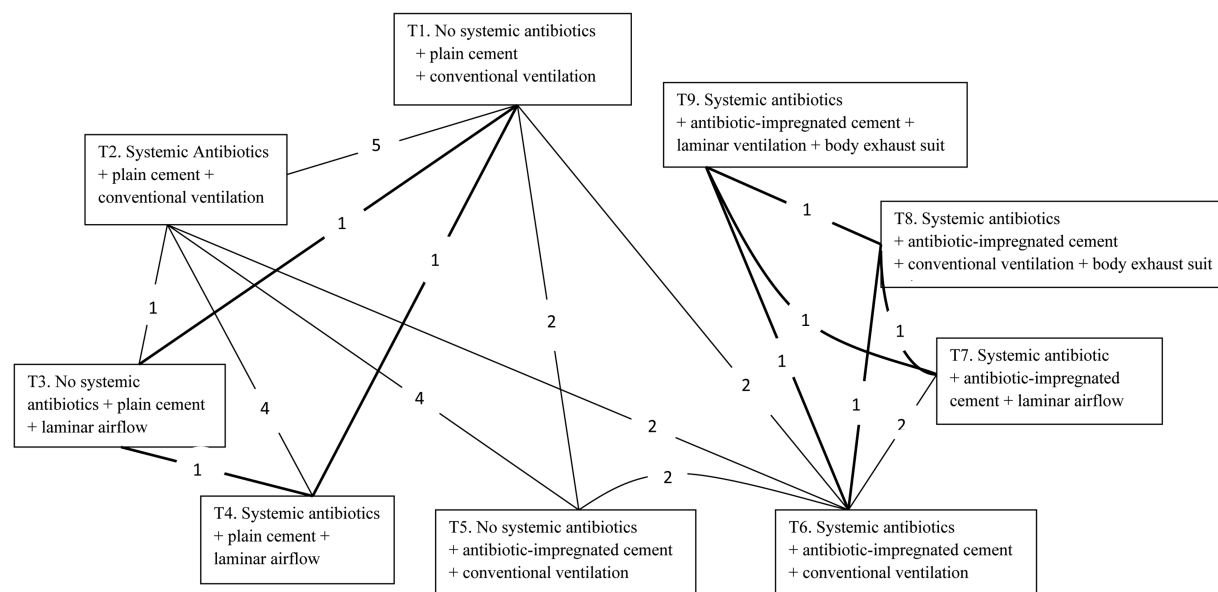 T1. No systemic antibiotics
+ plain cement
+ conventional ventilation
T9. Systemic antibiotics
+ antibiotic-impregnated cement +
laminar ventilation + body exhaust suit
T2. Systemic Antibiotics
+ plain cement +
conventional ventilation
5
1
1
1
T8. Systemic antibiotics
+ antibiotic-impregnated cement
+ conventional ventilation + body exhaust suit
1
2
1
1
T7. Systemic antibiotic
+ antibiotic-impregnated
cement + laminar airflow
1
T3. No systemic
antibiotics + plain cement
+ laminar airflow
4
4
2
1
2
2
1
2
T4. Systemic antibiotics
+ plain cement +
laminar airflow
T5. No systemic antibiotics
+ antibiotic-impregnated cement
+ conventional ventilation
T6. Systemic antibiotics
+ antibiotic-impregnated cement
+ conventional ventilation